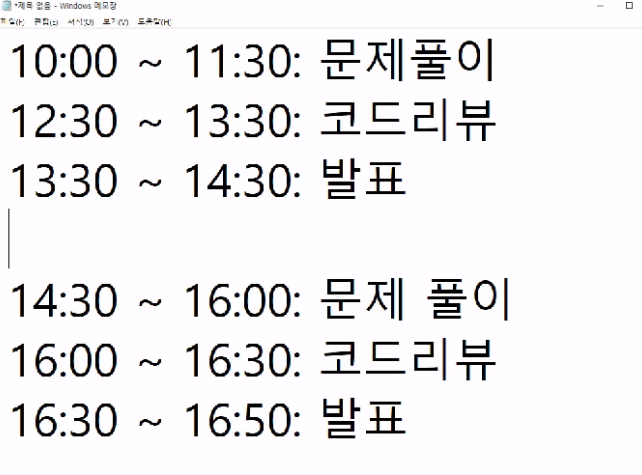 *제목 없음 - Windows 메모장
파일(F) 편집(E) 서식(O) 보기(V) 도움말(H)
10:00 ~ 11:30: 문제풀이
12:30 ~ 13:30: 코드리뷰
13:30 ~ 14:30: 발표
14:30 ~ 16:00: 문제 풀이
16:00 ~ 16:30: 코드리뷰
16:30 ~ 16:50: 발표